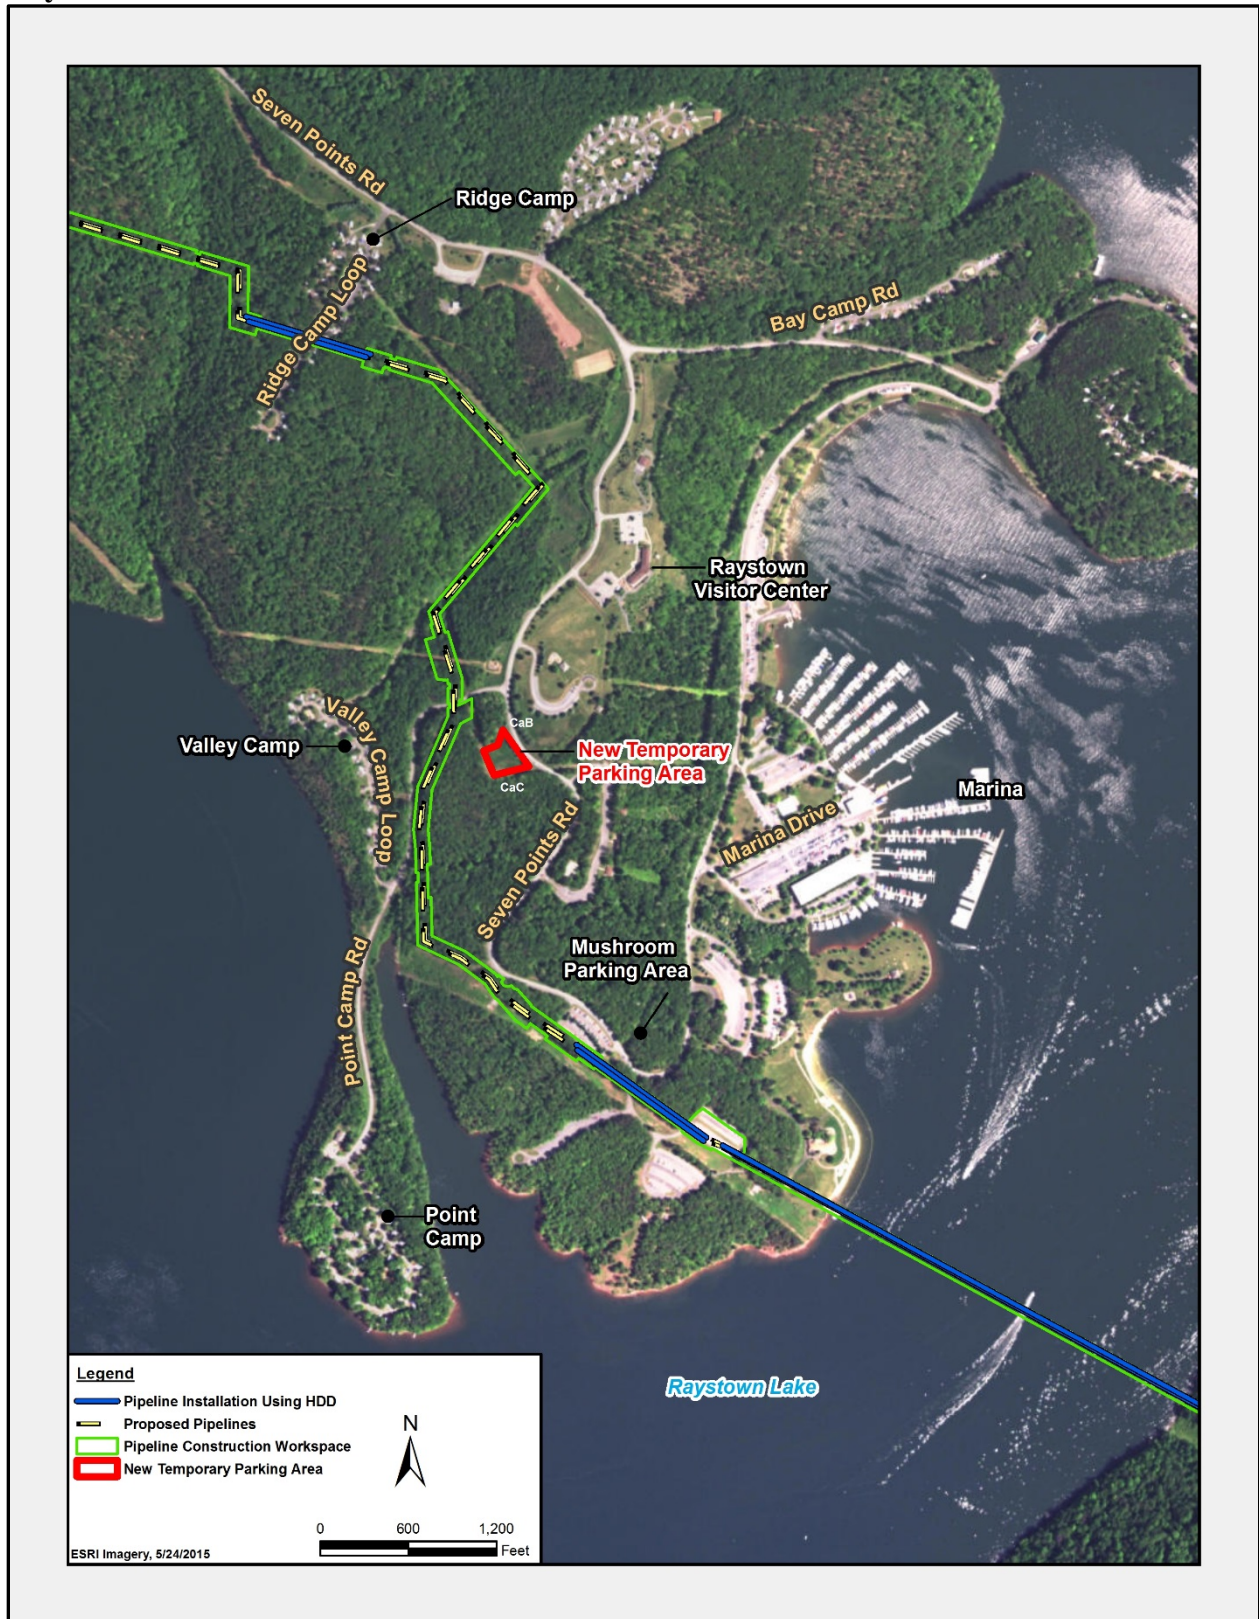 Seven Points Rd
Ridge Camp
Ridge Camp Loop
Bay Camp Rd
Raystown
Visitor Center
Valley Camp Loop
Valley Camp
CaB
New Temporary
Parking Area
CaC
Marina
Marina Drive
Seven Points Rd
Mushroom
Parking Area
Point Camp Rd
Point
Camp
Raystown Lake
Legend
Pipeline Installation Using HDD
Proposed Pipelines
Pipeline Construction Workspace
New Temporary Parking Area
N
0 600 1,200
Feet
ESRI Imagery, 5/24/2015